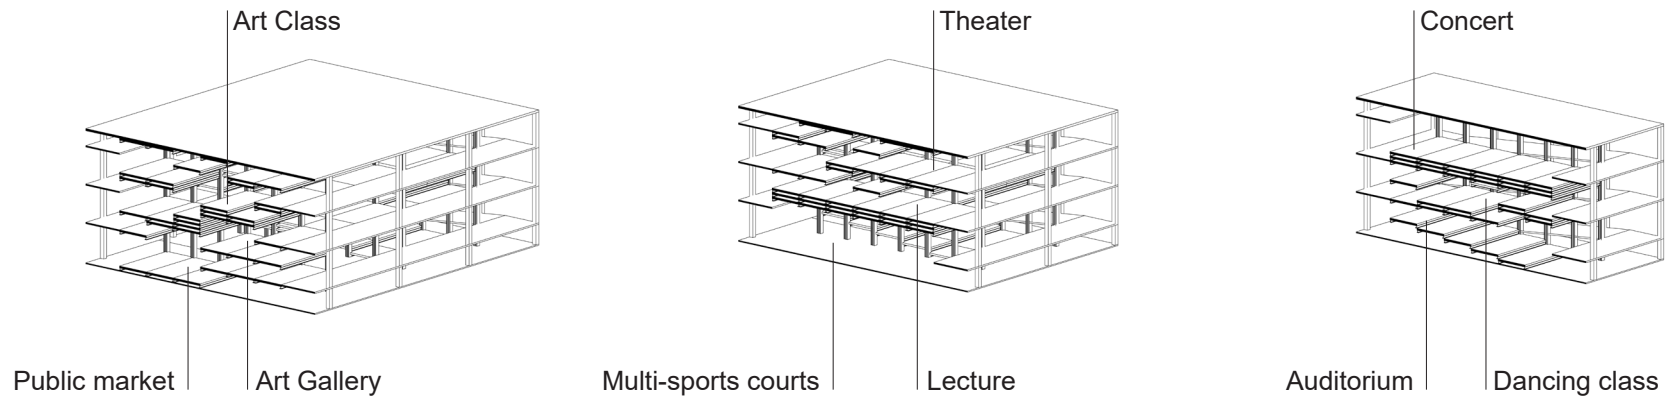 Art Class
Theater
Concert
Public market
Art Gallery
Multi-sports courts
Lecture
Auditorium
Dancing class